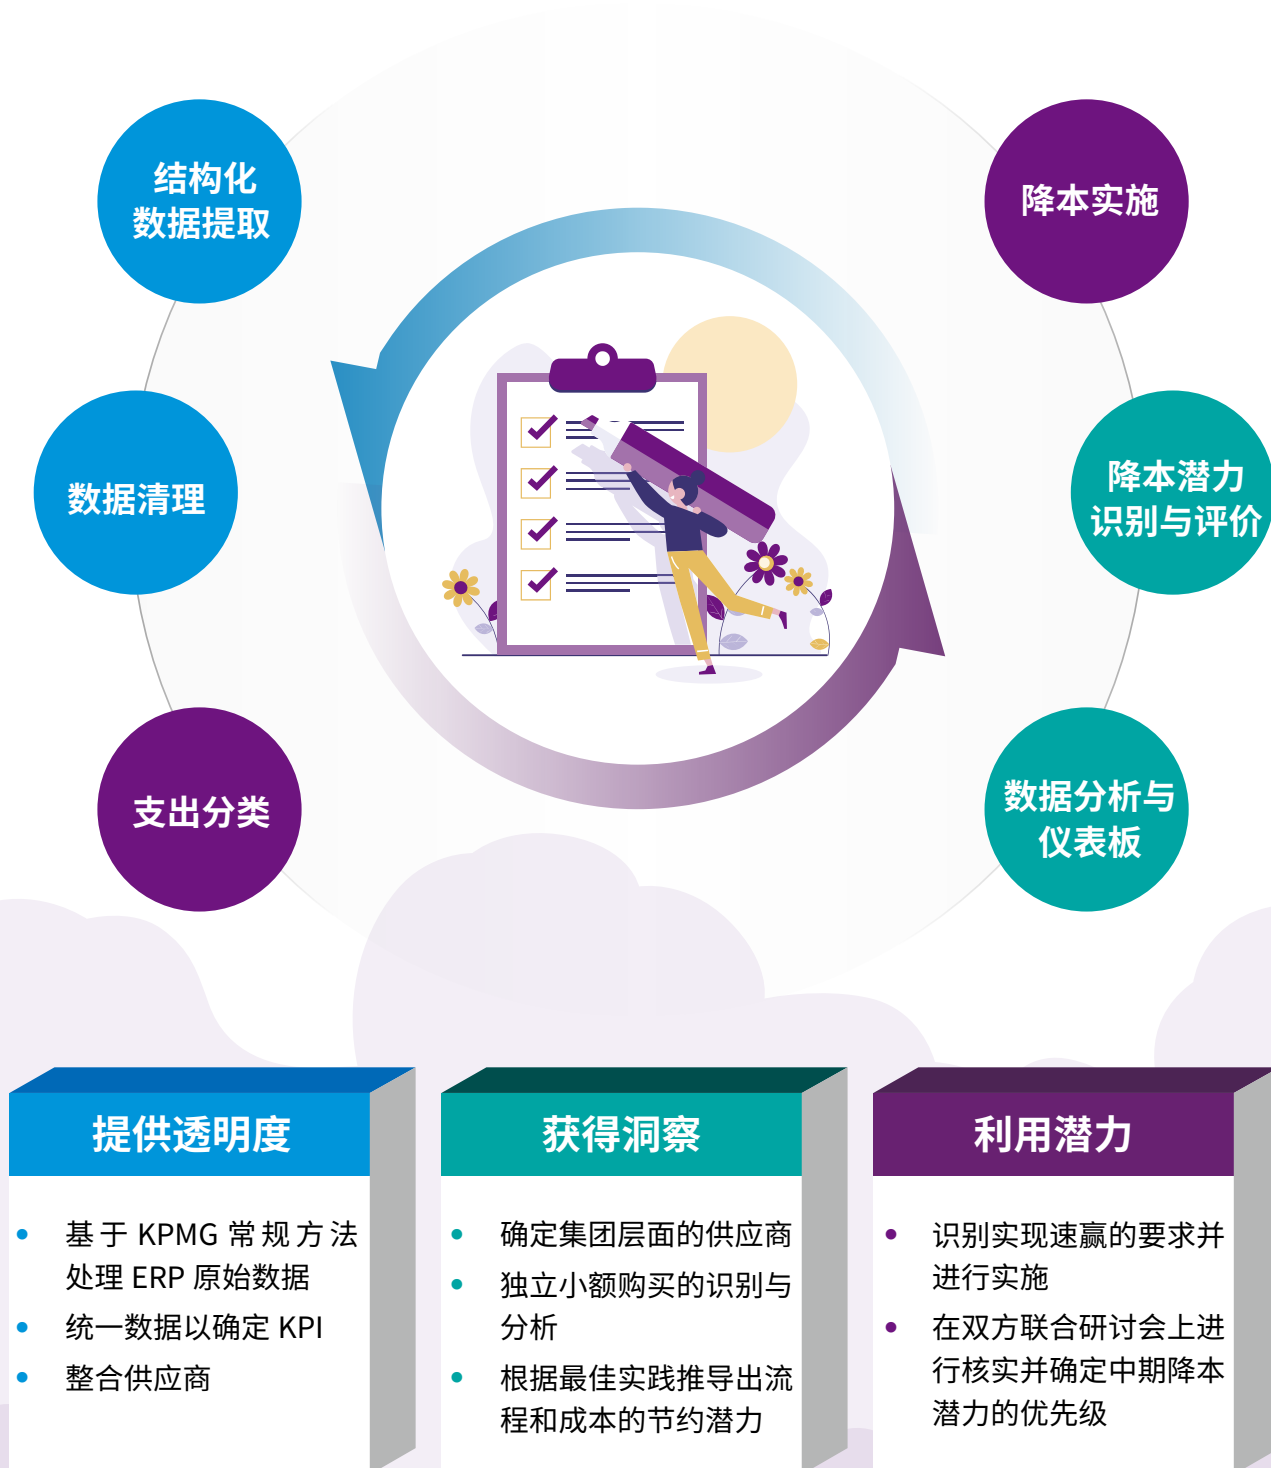 结构化
数据提取
数据清理
支出分类
降本实施
降本潜力
识别与评价
数据分析与
仪表板
提供透明度
基于 KPMG 常规方法
处理 ERP 原始数据
统一数据以确定 KPI
整合供应商
获得洞察
确定集团层面的供应商
独立小额购买的识别与
分析
根据最佳实践推导出流
程和成本的节约潜力
利用潜力
识别实现速赢的要求并
进行实施
在双方联合研讨会上进
行核实并确定中期降本
潜力的优先级